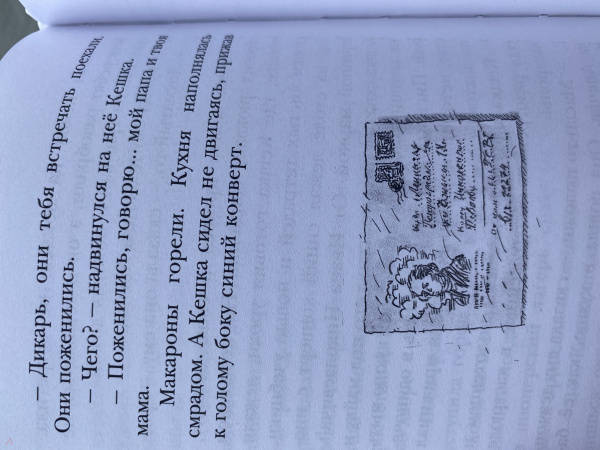 — Дикарь, они тебя встречать поехали.
Они поженились.
— Чего? — надвинулся на неё Кешка.
— Поженились, говорю... мой папа и твоя
мама.
Макароны горели. Кухня наполнялась
смрадом. А Кешка сидел не двигаясь, прижав
к голому боку синий конверт.